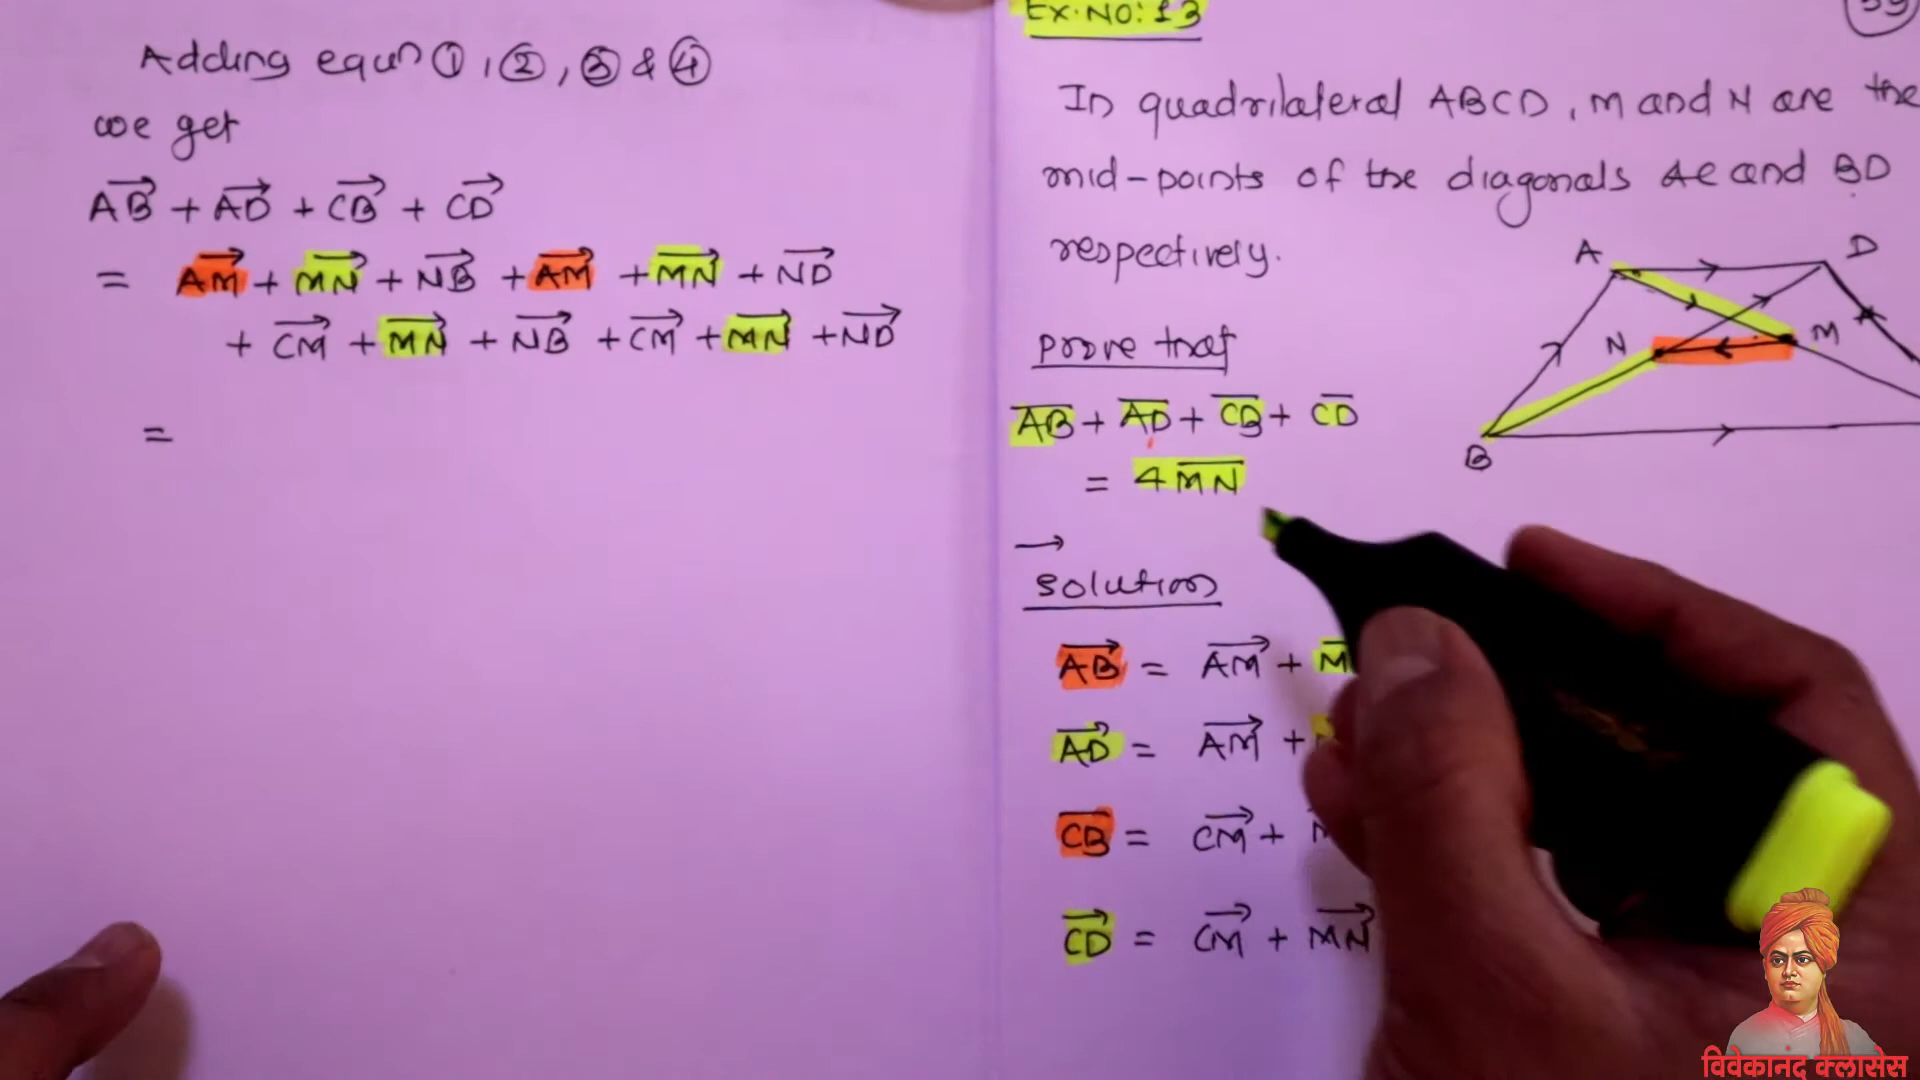 Adding equn ①, ②, ③ & ④
we get
AB + AD + CB + CD
= AM + MN + NB + AM + MN + ND
+ CM + MN + NB + CM + MN + ND
=
Ex.No: 13
In quadrilateral ABCD, M and N are the
mid-points of the diagonals AC and BD
respectively.
A
D
N
M
B
prove that
AB + AD + CB + CD
= 4 MN
→
solution
AB = AM +
AD = AM +
CB = CM +
CD = CM + MN
विवेकानंद क्लासेस